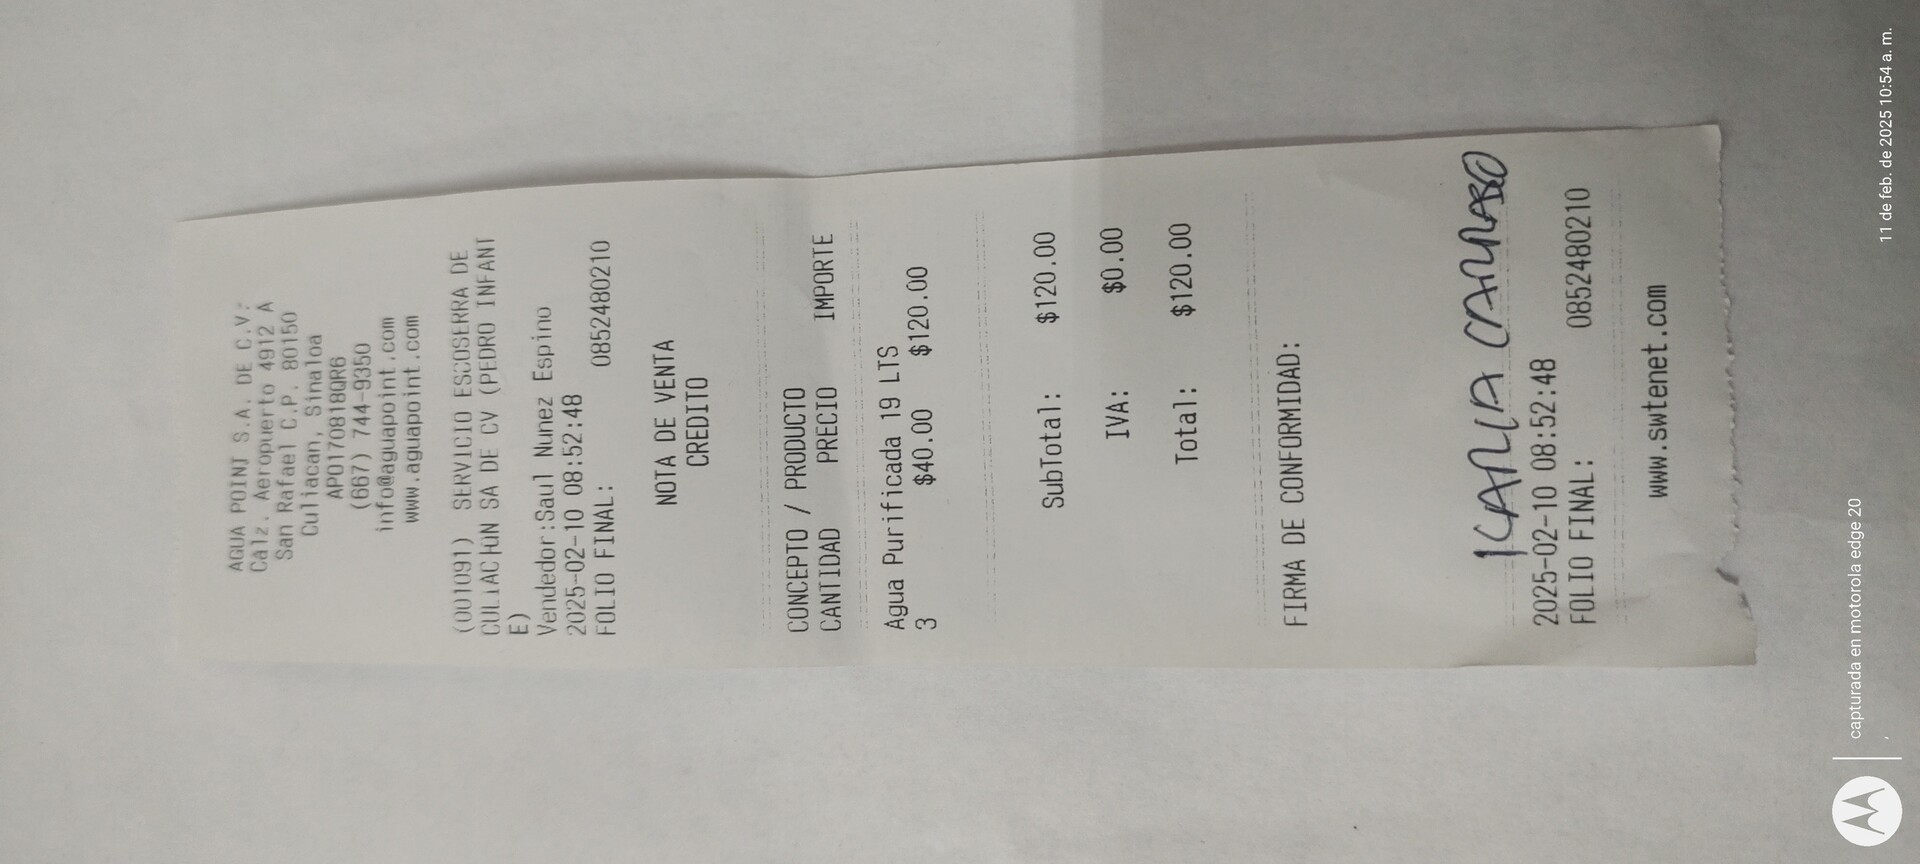 AGUA POINT S.A. DE C.V.
Calz. Aeropuerto 4912 A
San Rafael C.P. 80150
Culiacan, Sinaloa
APO170818QR6
(667) 744-9350
info@aguapoint.com
www.aguapoint.com
(001091) SERVICIO ESCOSERRA DE
CULIACHUN SA DE CV (PEDRO INFANT
E)
Vendedor:Saul Nunez Espino
2025-02-10 08:52:48
FOLIO FINAL: 0852480210
NOTA DE VENTA
CREDITO
CONCEPTO / PRODUCTO
CANTIDAD PRECIO IMPORTE
Agua Purificada 19 LTS
3 $40.00 $120.00
SubTotal: $120.00
IVA: $0.00
Total: $120.00
FIRMA DE CONFORMIDAD:
KANIA
2025-02-10 08:52:48
FOLIO FINAL: 0852480210
www.swtenet.com
capturada en motorola edge 20
11 de feb. de 2025 10:54 a. m.